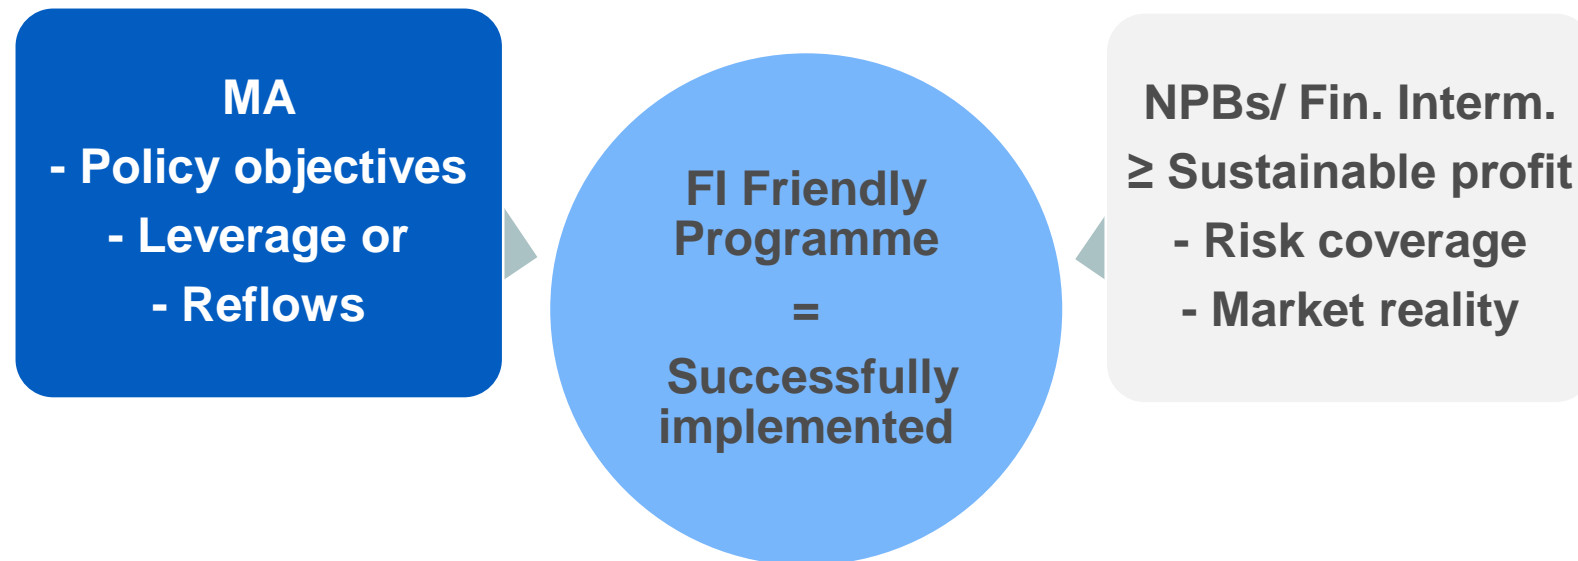 MA
- Policy objectives
- Leverage or
- Reflows
FI Friendly
Programme
=
Successfully
implemented
NPBs/ Fin. Interm.
≥ Sustainable profit
- Risk coverage
- Market reality